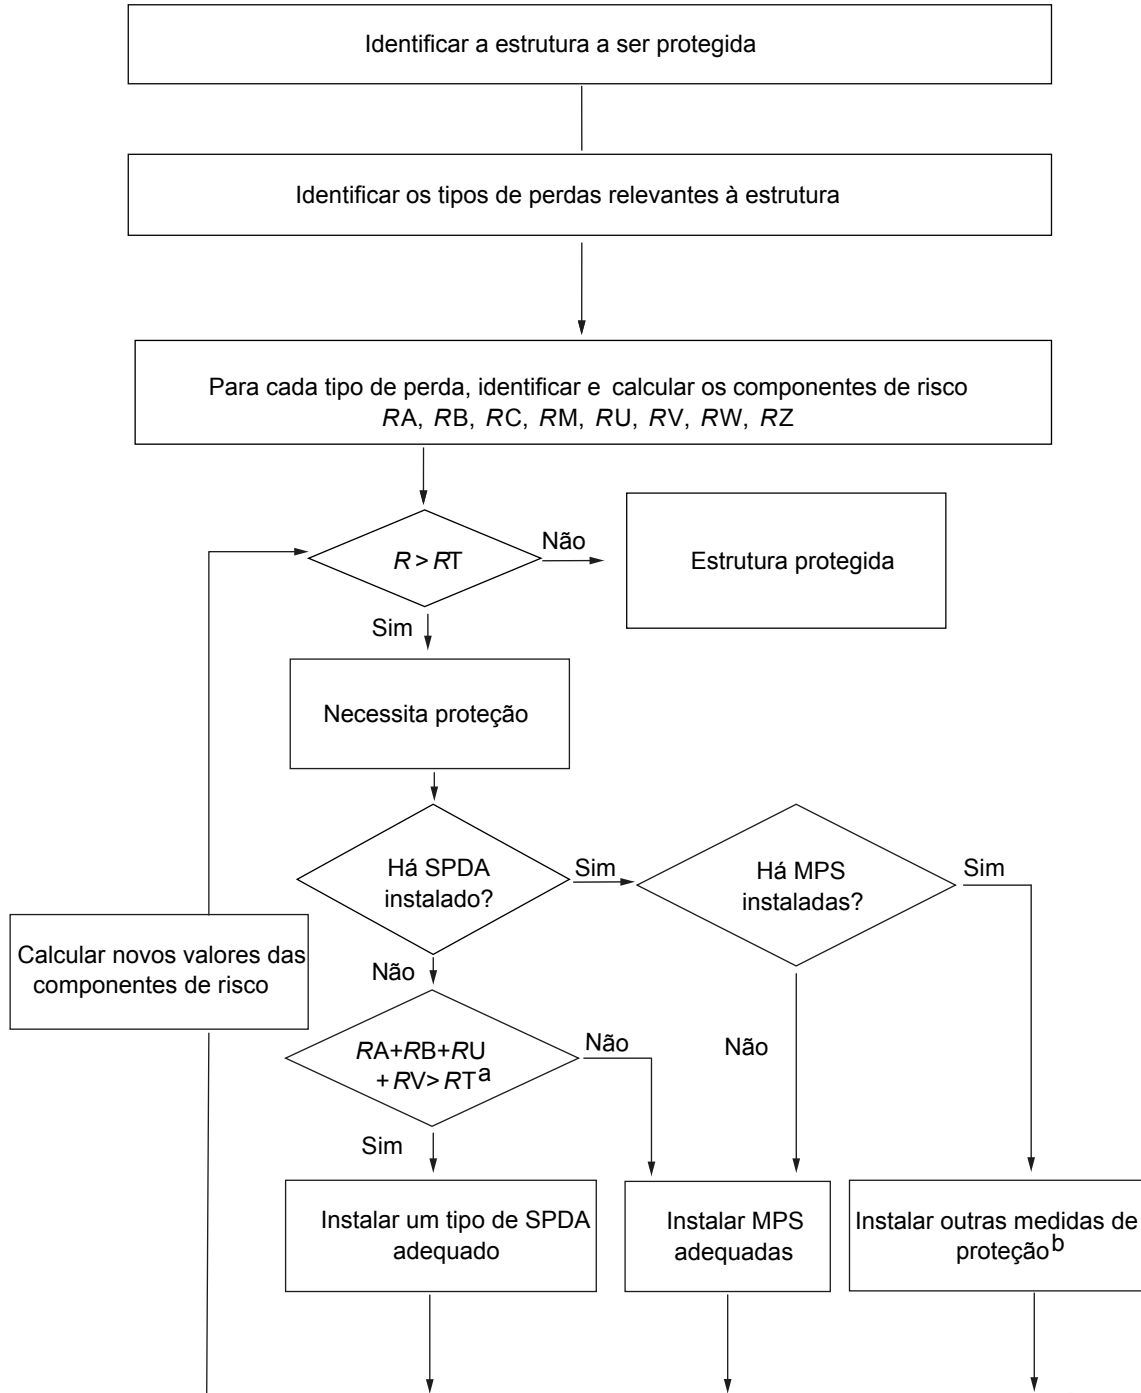 Identificar a estrutura a ser protegida
Identificar os tipos de perdas relevantes à estrutura
Para cada tipo de perda, identificar e calcular os componentes de risco
RA, RB, RC, RM, RU, RV, RW, RZ
R > RT
Não
Estrutura protegida
Sim
Necessita proteção
Há SPDA
instalado?
Sim
Há MPS
instaladas?
Sim
Calcular novos valores das
componentes de risco
Não
RA+RB+RU
+ RV> RTa
Não
Não
Sim
Instalar um tipo de SPDA
adequado
Instalar MPS
adequadas
Instalar outras medidas de
proteçãob